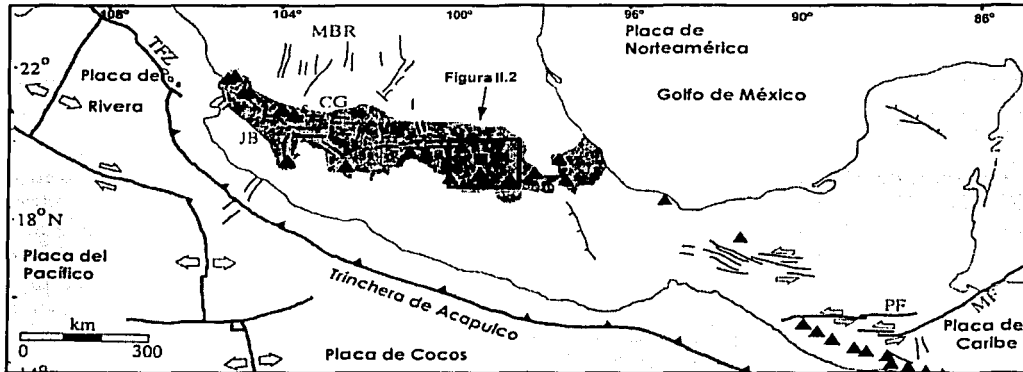 108° 104° 100° 96° 90° 86°
MBR
Placa de
Norteamérica
TFZ
22°
Placa de
Rivera
Figura II.2
Golfo de México
CG
JB
18°N
Placa del
Pacífico
Trinchera de Acapulco
PF
MF
Placa de
Caribe
km
0 300
Placa de Cocos
14°